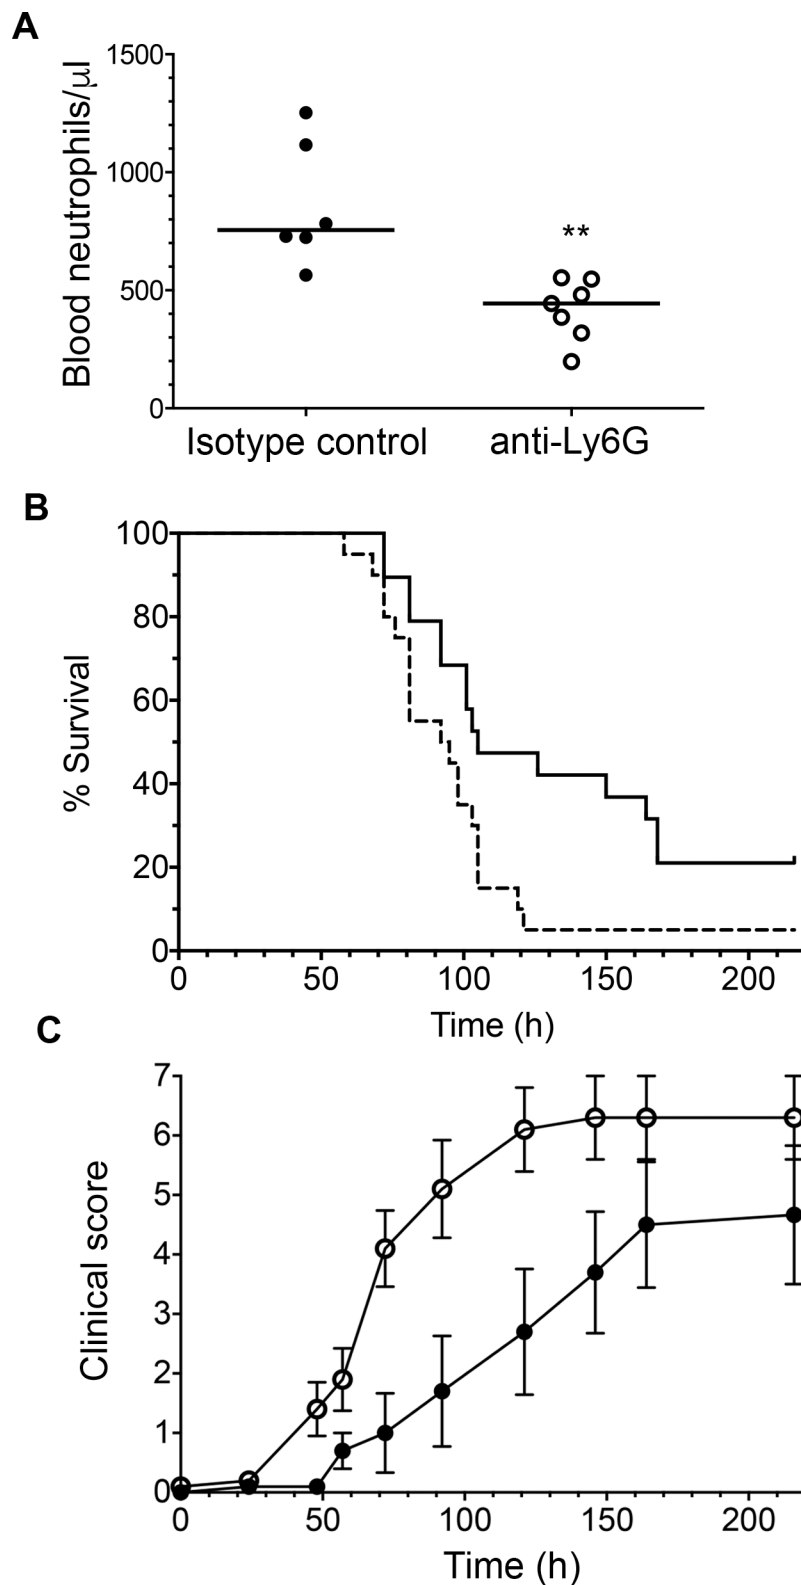 A
Blood neutrophils/µl
1500
1000
500
0
**
Isotype control
anti-Ly6G
B
% Survival
100
80
60
40
20
0
0 50 100 150 200
Time (h)
C
Clinical score
7
6
5
4
3
2
1
0
0 50 100 150 200
Time (h)